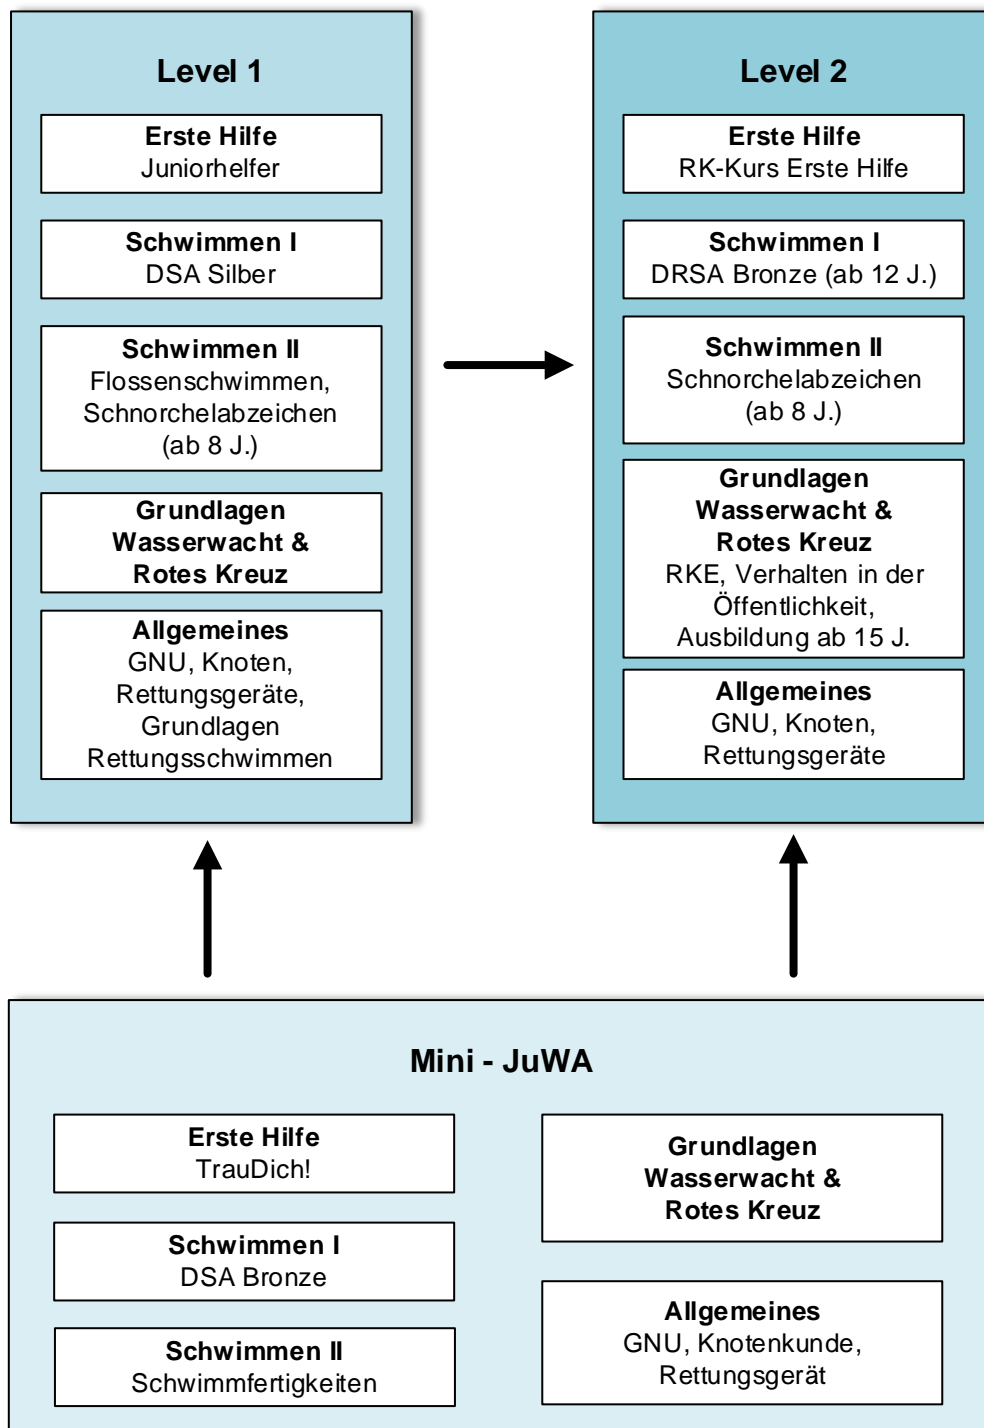 Level 1
Erste Hilfe
Juniorhelfer
Schwimmen I
DSA Silber
Schwimmen II
Flossenschwimmen,
Schnorchelabzeichen
(ab 8 J.)
Grundlagen
Wasserwacht &
Rotes Kreuz
Allgemeines
GNU, Knoten,
Rettungsgeräte,
Grundlagen
Rettungsschwimmen
Level 2
Erste Hilfe
RK-Kurs Erste Hilfe
Schwimmen I
DRSA Bronze (ab 12 J.)
Schwimmen II
Schnorchelabzeichen
(ab 8 J.)
Grundlagen
Wasserwacht &
Rotes Kreuz
RKE, Verhalten in der
Öffentlichkeit,
Ausbildung ab 15 J.
Allgemeines
GNU, Knoten,
Rettungsgeräte
Mini - JuWA
Erste Hilfe
TrauDich!
Schwimmen I
DSA Bronze
Schwimmen II
Schwimmfertigkeiten
Grundlagen
Wasserwacht &
Rotes Kreuz
Allgemeines
GNU, Knotenkunde,
Rettungsgerät